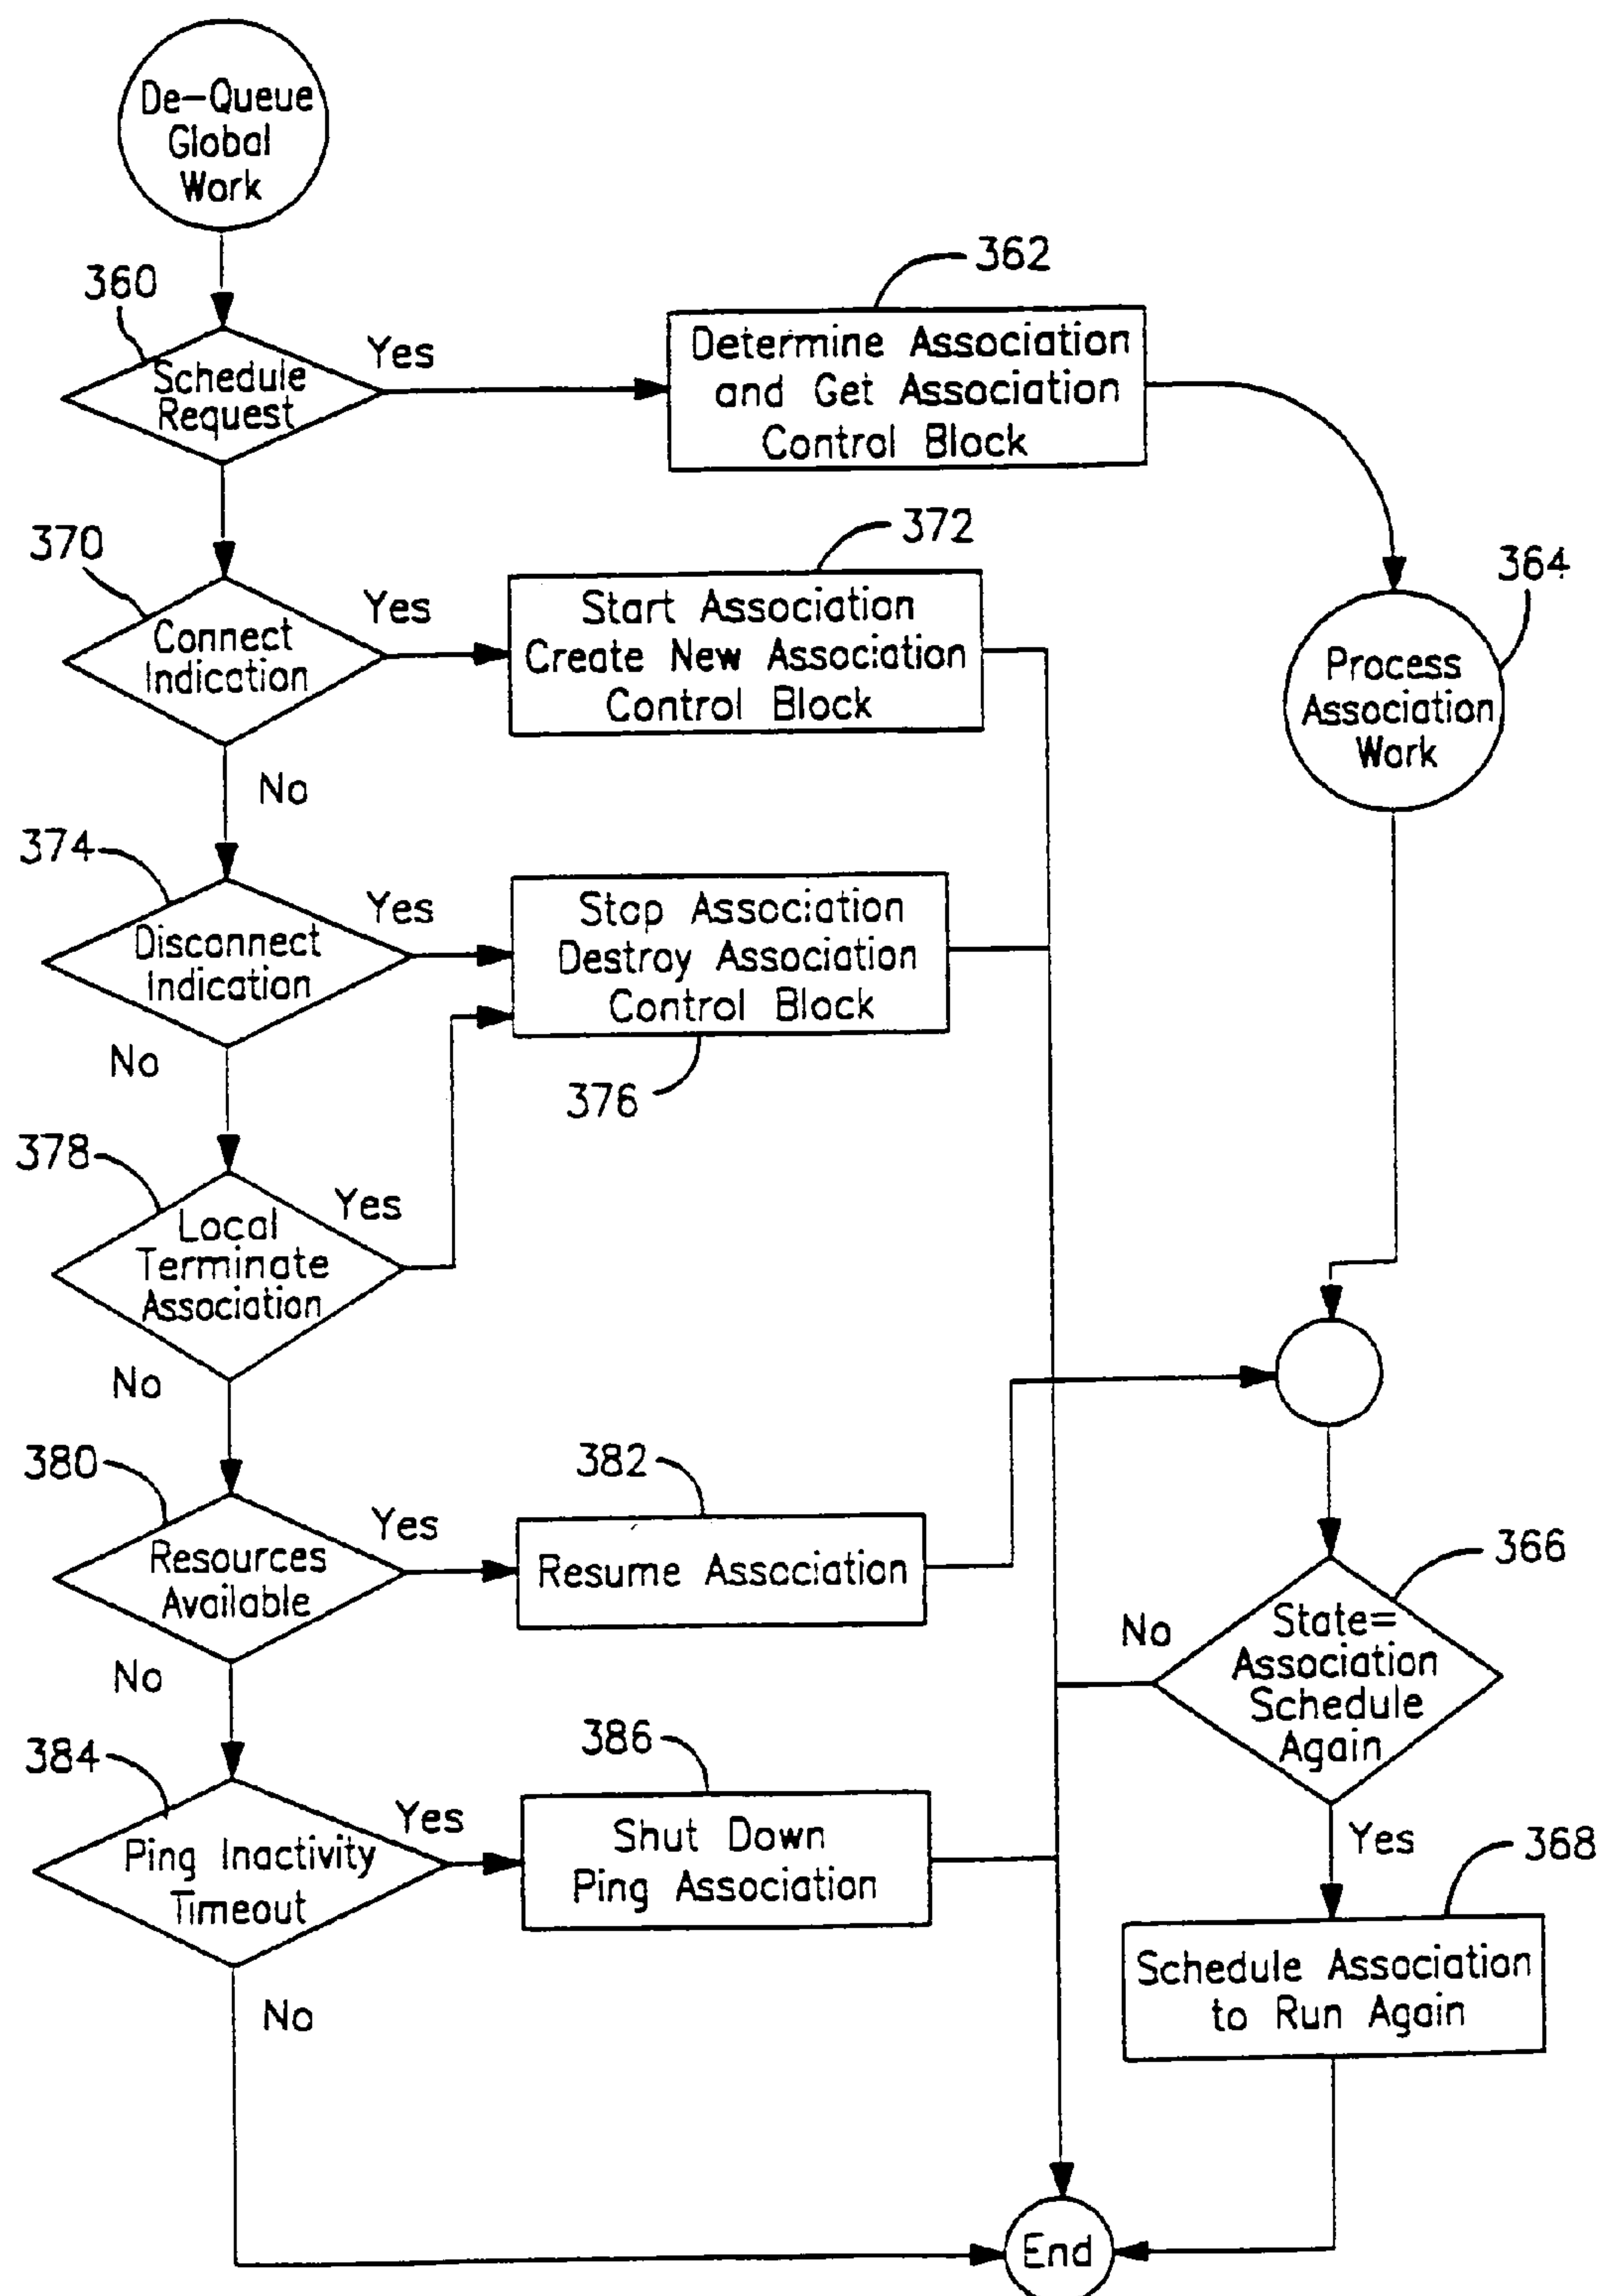 De-Queue
Global
Work
360
Schedule
Request
Yes
362
Determine Association
and Get Association
Control Block
370
Connect
Indication
Yes
372
Start Association
Create New Association
Control Block
364
Process
Association
Work
No
374
Disconnect
Indication
Yes
Stop Association
Destroy Association
Control Block
376
No
378
Local
Terminate
Association
Yes
No
380
Resources
Available
Yes
382
Resume Association
366
State=
Association
Schedule
Again
No
No
384
Ping Inactivity
Timeout
Yes
386
Shut Down
Ping Association
Yes
368
Schedule Association
to Run Again
No
End